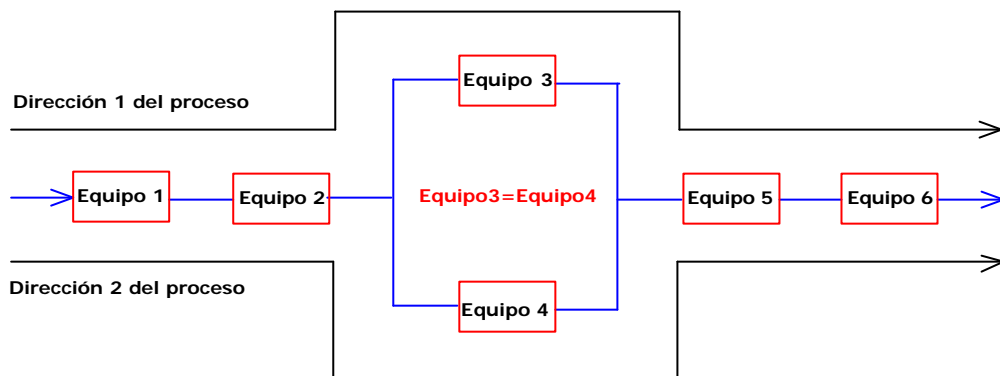 Equipo 3
Dirección 1 del proceso
Equipo 1
Equipo 2
Equipo3=Equipo4
Equipo 5
Equipo 6
Dirección 2 del proceso
Equipo 4